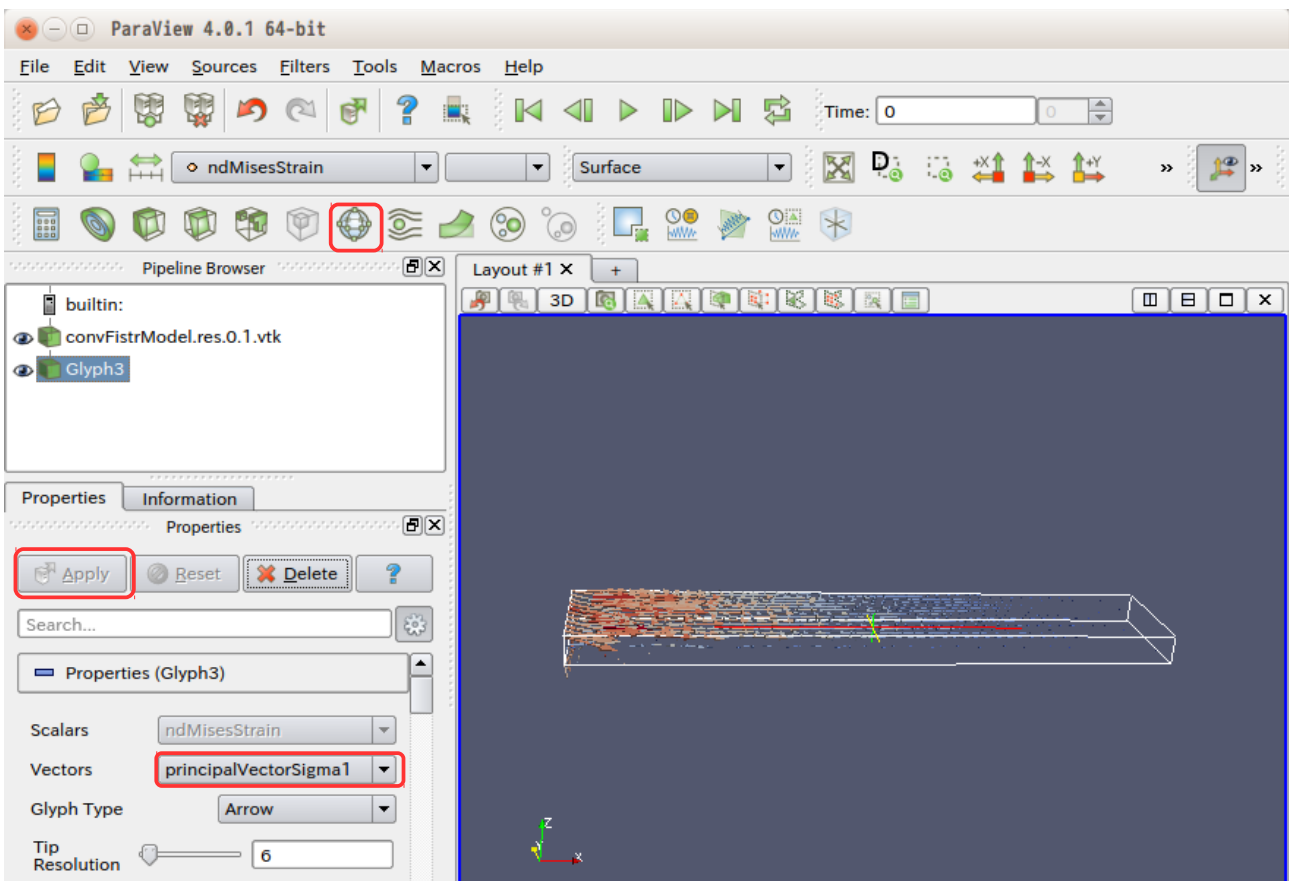 ParaView 4.0.1 64-bit
File Edit View Sources Filters Tools Macros Help
Time: 0 0
ndMisesStrain Surface D +X -X +Y » »
Pipeline Browser Layout #1 +
builtin: 3D
convFistrModel.res.0.1.vtk
Glyph3
Properties Information
Properties
Apply Reset Delete ?
Search...
Properties (Glyph3)
Scalars ndMisesStrain
Vectors principalVectorSigma1
Glyph Type Arrow
Tip
Resolution 6
Z
Y
X